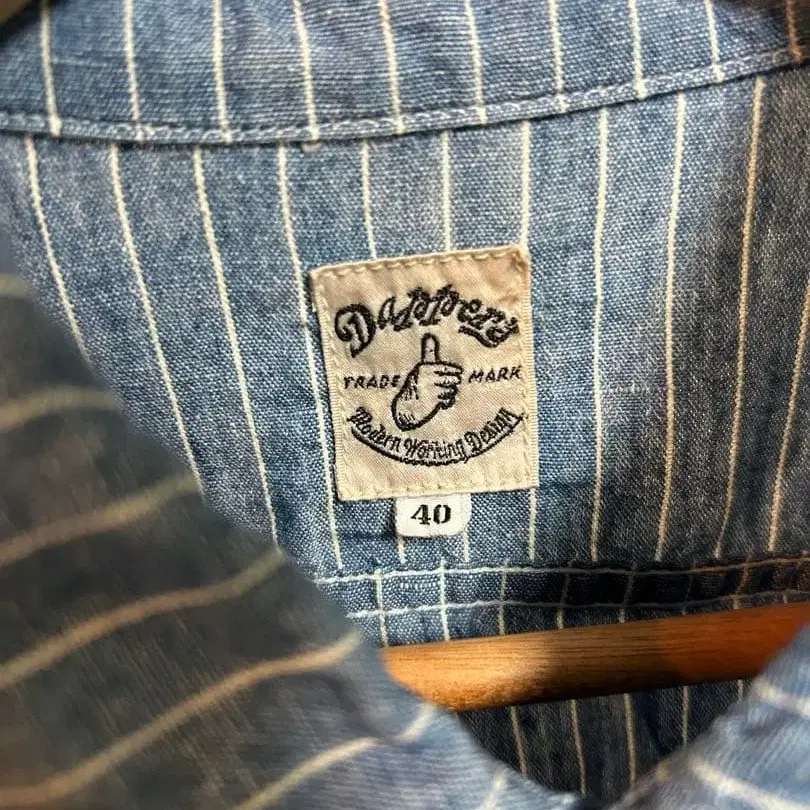 Dapper's
TRADE MARK
Modern Working Design
40